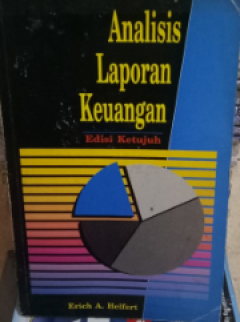 Analisis
Laporan
Keuangan
Edisi Ketujuh
Erich A. Helfert